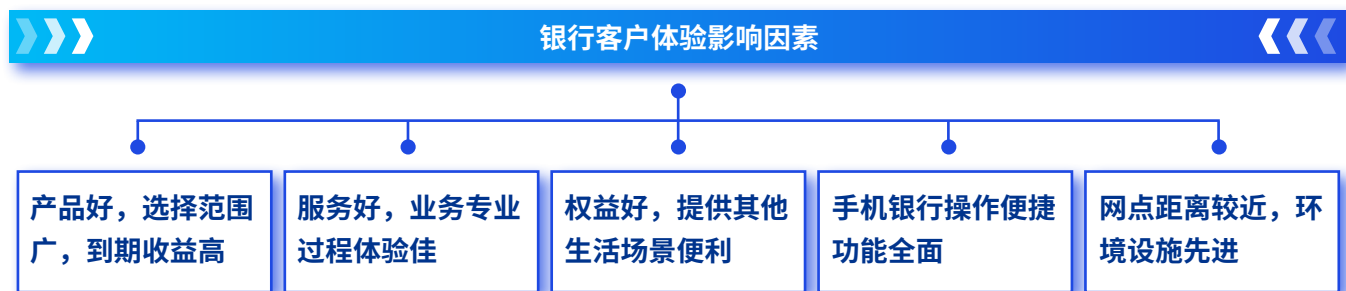 银行客户体验影响因素
产品好，选择范围
广，到期收益高
服务好，业务专业
过程体验佳
权益好，提供其他
生活场景便利
手机银行操作便捷
功能全面
网点距离较近，环
境设施先进